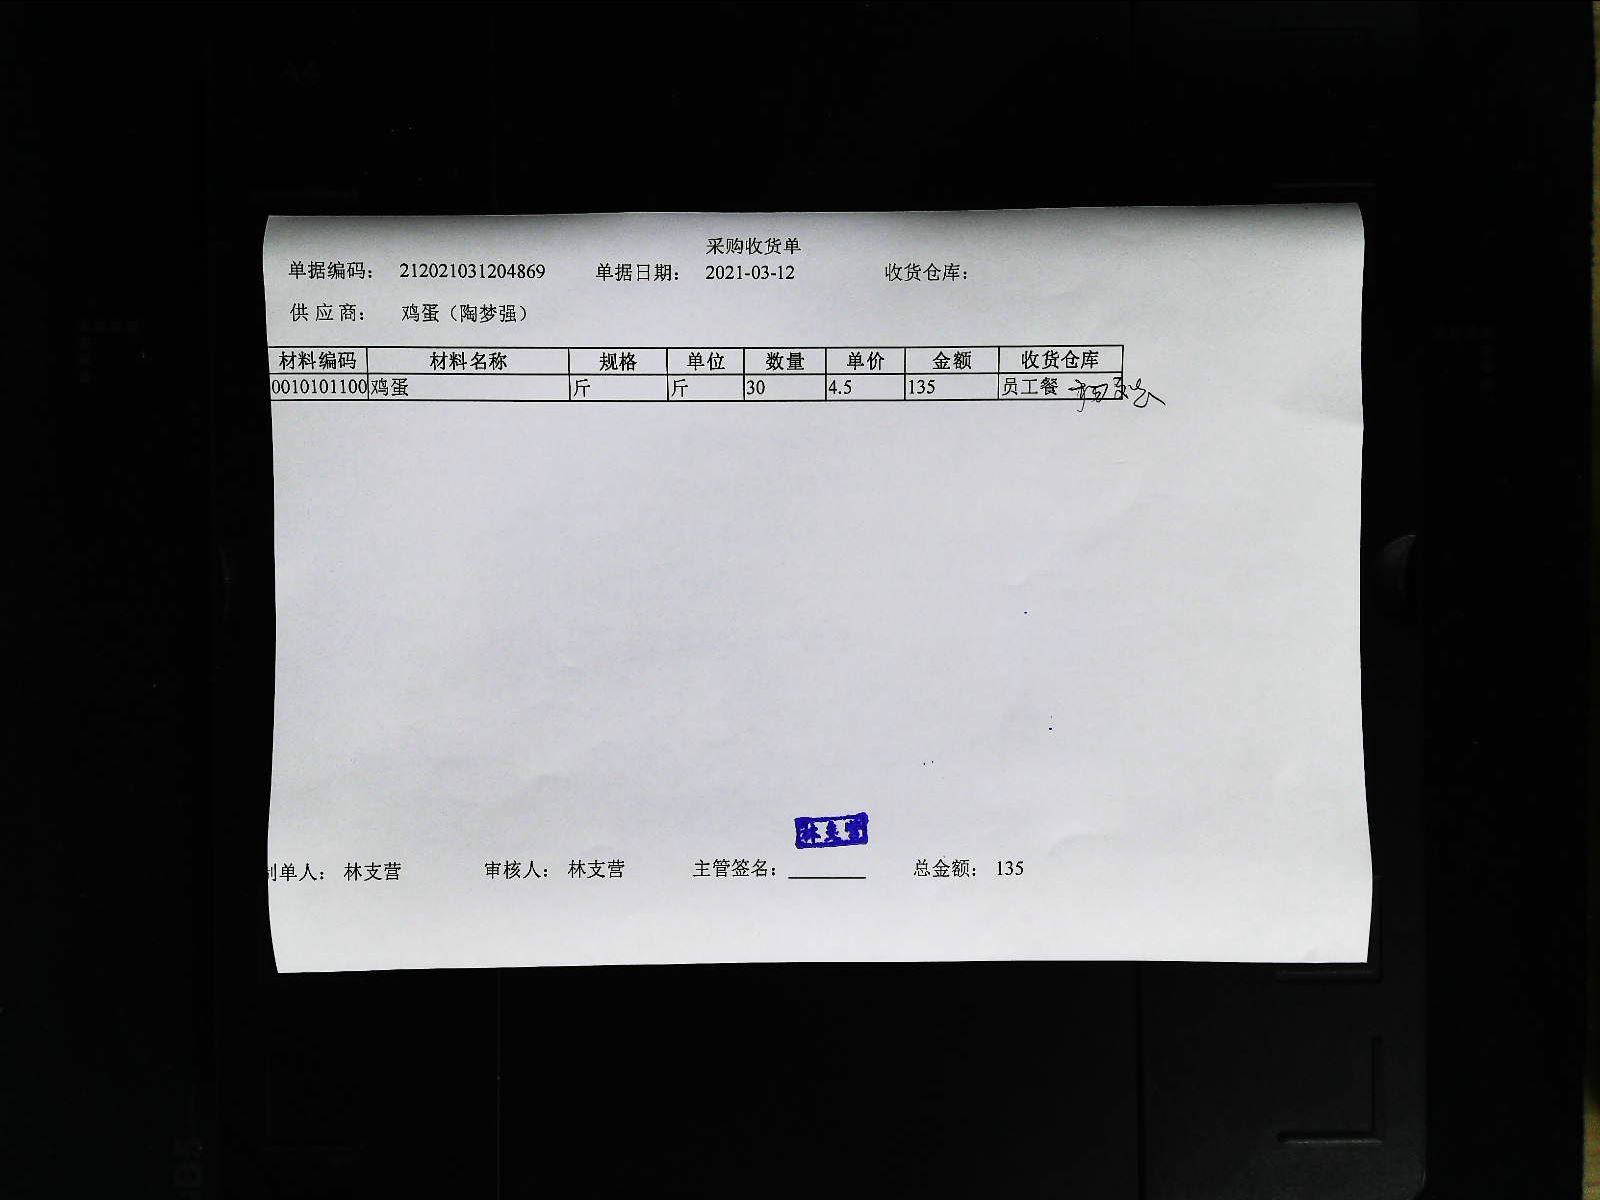 采购收货单
单据编码： 212021031204869 单据日期： 2021-03-12 收货仓库：
供应商： 鸡蛋（陶梦强）
材料编码 材料名称 规格 单位 数量 单价 金额 收货仓库
0010101100 鸡蛋 斤 斤 30 4.5 135 员工餐
林支营
制单人： 林支营 审核人： 林支营 主管签名： 总金额： 135